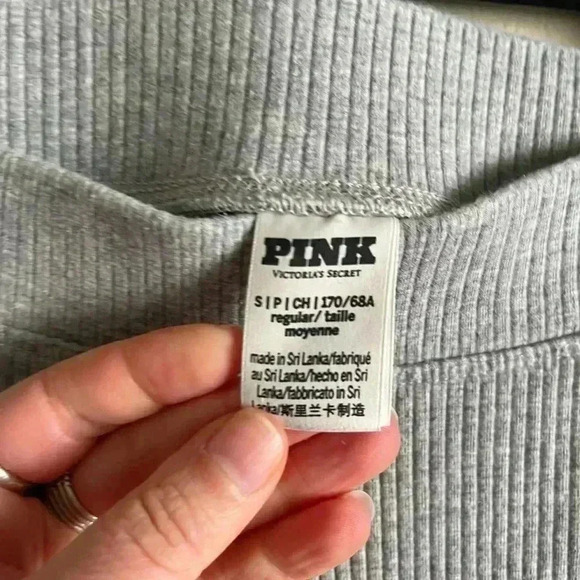 PINK
VICTORIA'S SECRET
S | P | CH | 170/68A
regular/ taille
moyenne
made in Sri Lanka/fabriqué
au Sri Lanka/hecho en Sri
Lanka/fabbricato in Sri
Lanka/斯里兰卡制造